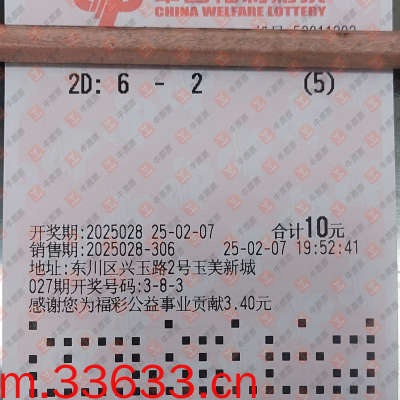 CHINA WELFARE LOTTERY
2D: 6 - 2 (5)
开奖期:2025028 25-02-07 合计10元
销售期:2025028-306 25-02-07 19:52:41
地址:东川区兴玉路2号玉美新城
027期开奖号码:3-8-3
感谢您为福彩公益事业贡献3.40元
m.33633.cn